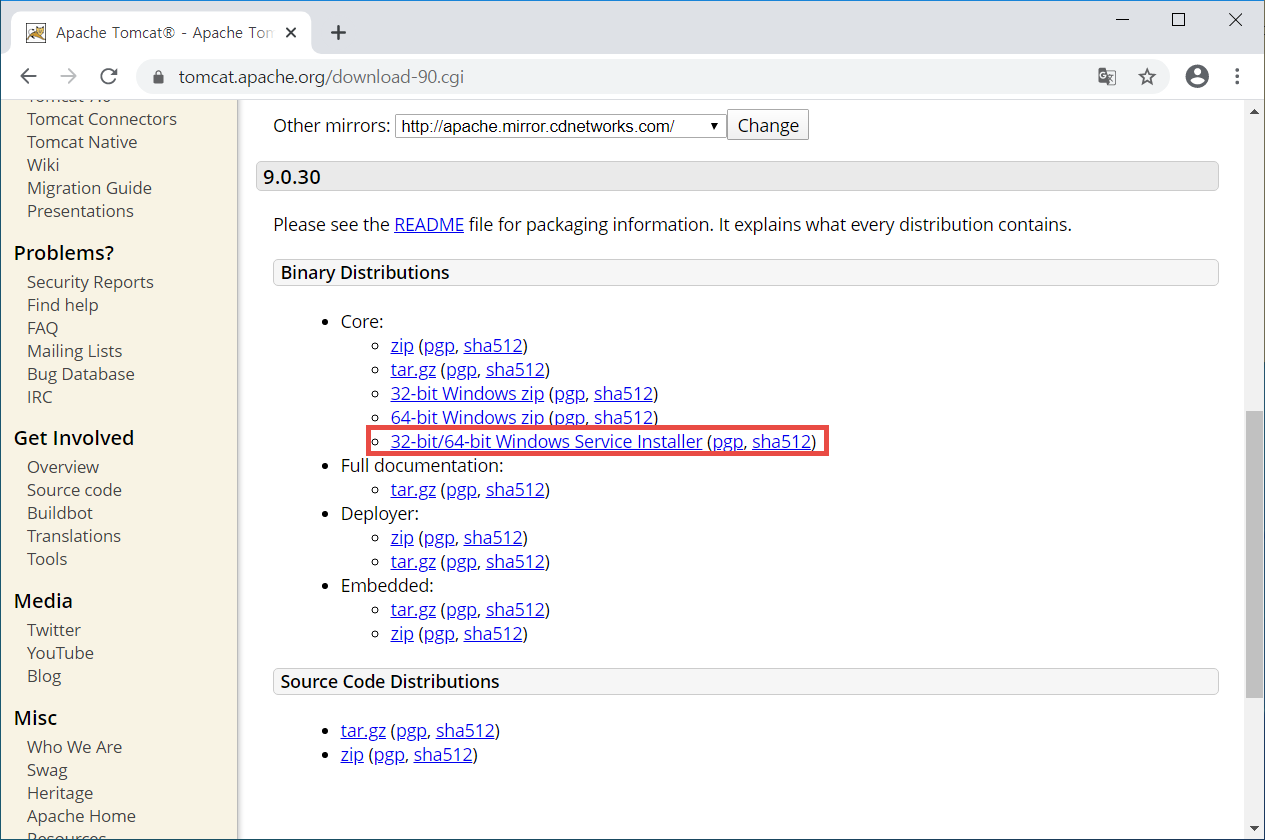 Apache Tomcat® - Apache Tom
tomcat.apache.org/download-90.cgi
Tomcat 7.0
Tomcat Connectors
Tomcat Native
Wiki
Migration Guide
Presentations
Problems?
Security Reports
Find help
FAQ
Mailing Lists
Bug Database
IRC
Get Involved
Overview
Source code
Buildbot
Translations
Tools
Media
Twitter
YouTube
Blog
Misc
Who We Are
Swag
Heritage
Apache Home
Resources
Other mirrors: http://apache.mirror.cdnetworks.com/ Change
9.0.30
Please see the README file for packaging information. It explains what every distribution contains.
Binary Distributions
Core:
zip (pgp, sha512)
tar.gz (pgp, sha512)
32-bit Windows zip (pgp, sha512)
64-bit Windows zip (pgp, sha512)
32-bit/64-bit Windows Service Installer (pgp, sha512)
Full documentation:
tar.gz (pgp, sha512)
Deployer:
zip (pgp, sha512)
tar.gz (pgp, sha512)
Embedded:
tar.gz (pgp, sha512)
zip (pgp, sha512)
Source Code Distributions
tar.gz (pgp, sha512)
zip (pgp, sha512)